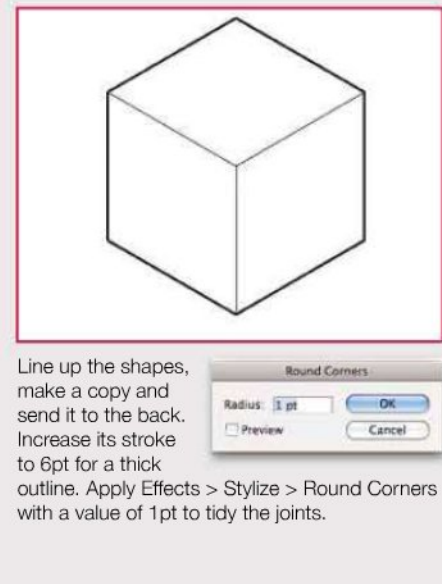 Line up the shapes,
make a copy and
send it to the back.
Increase its stroke
to 6pt for a thick
outline. Apply Effects > Stylize > Round Corners
with a value of 1pt to tidy the joints.
Round Corners
Radius: 1 pt
OK
Preview
Cancel